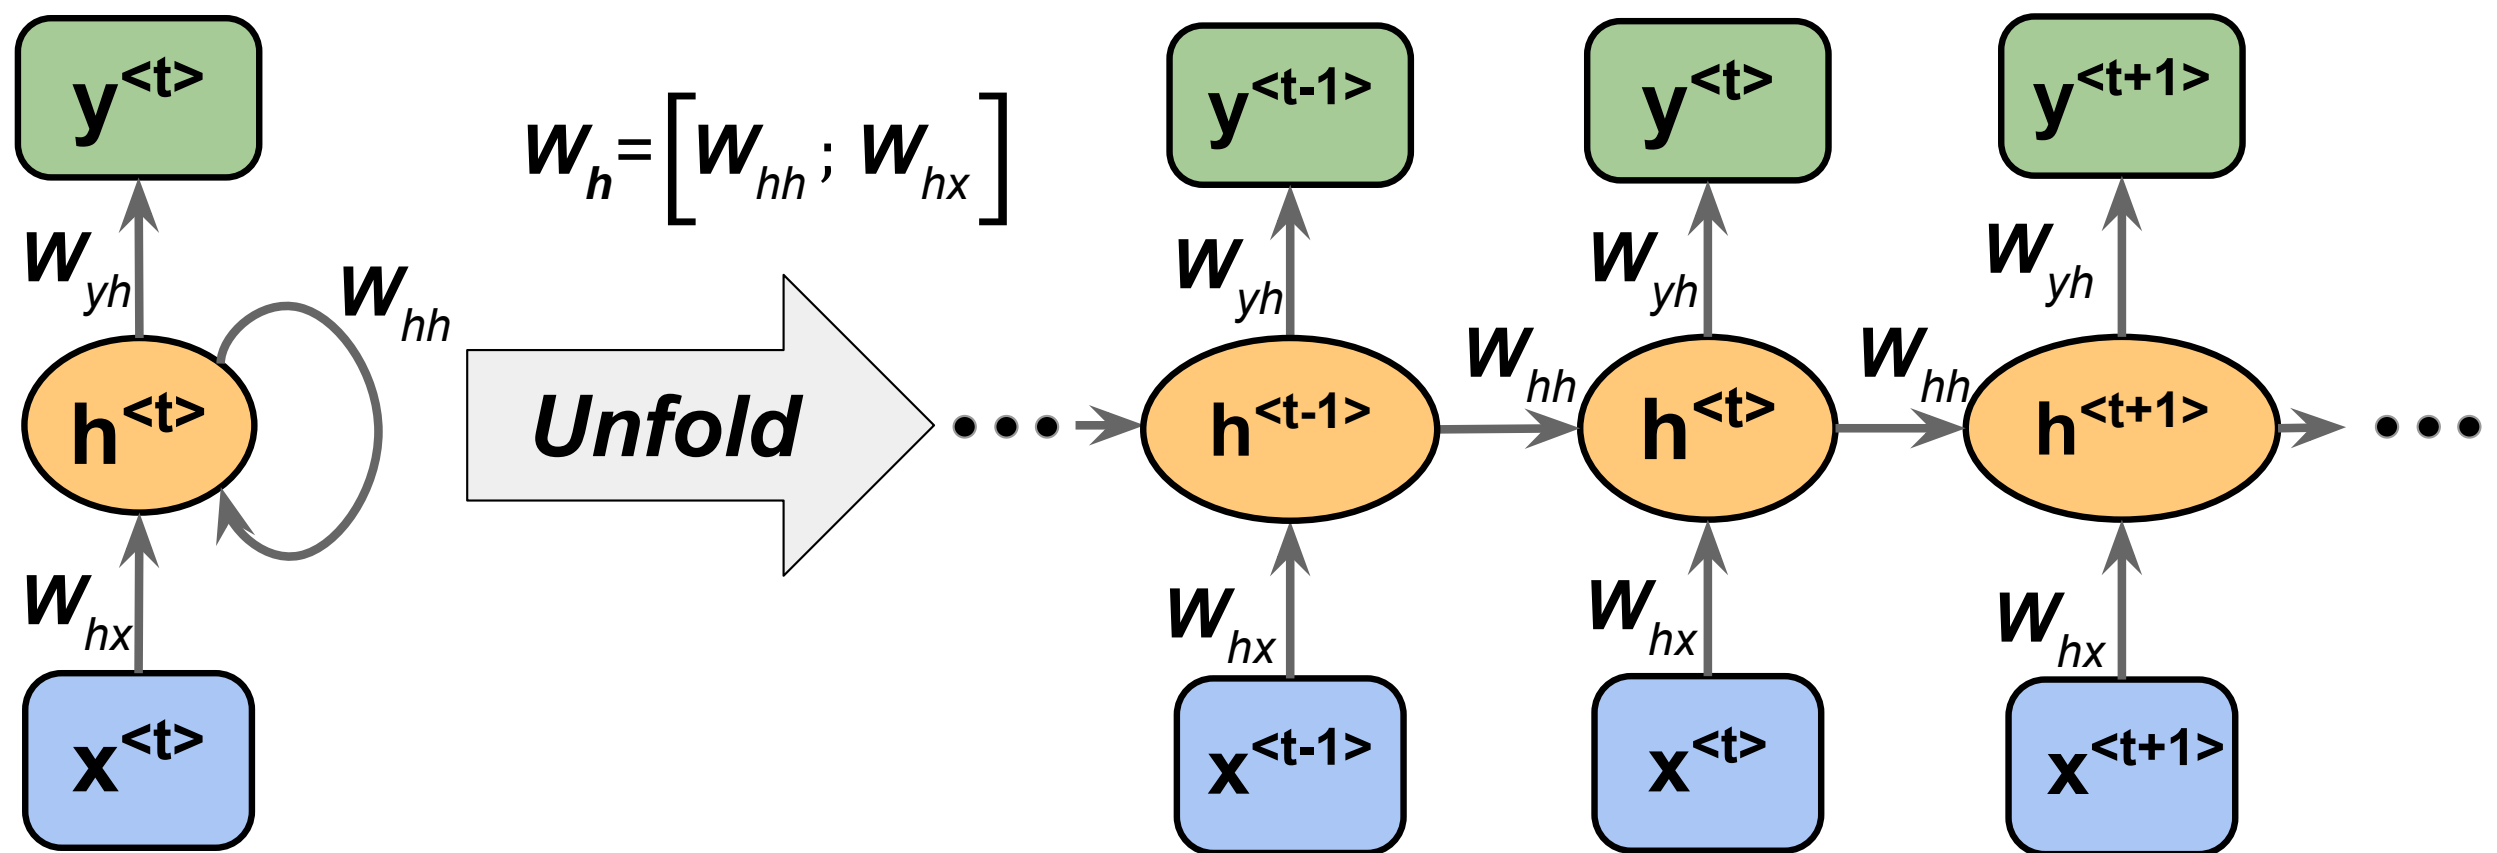 y<t>
W_yh
W_hh
h<t>
W_hx
x<t>
W_h=[W_hh ; W_hx]
Unfold
y<t-1>
W_yh
h<t-1>
W_hx
x<t-1>
W_hh
y<t>
W_yh
h<t>
W_hx
x<t>
W_hh
y<t+1>
W_yh
h<t+1>
W_hx
x<t+1>